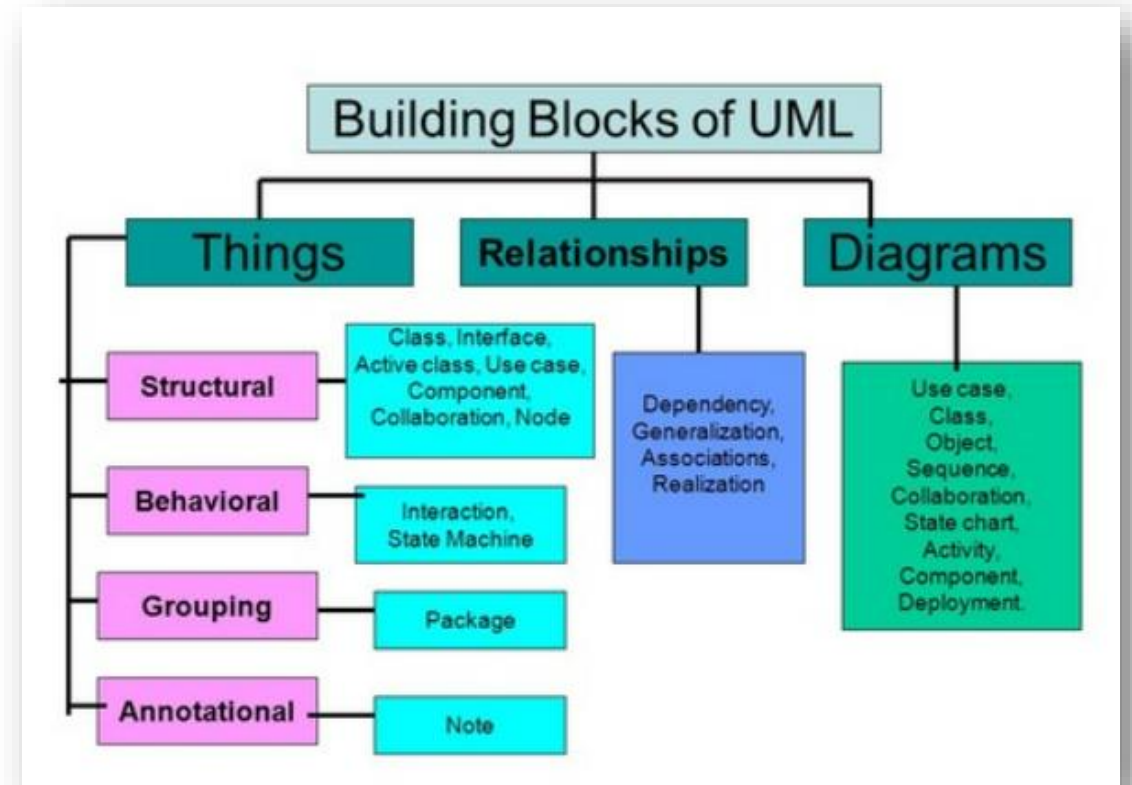 Building Blocks of UML
Things
Relationships
Diagrams
Structural
Class, Interface,
Active class, Use case,
Component,
Collaboration, Node
Behavioral
Interaction,
State Machine
Grouping
Package
Annotational
Note
Dependency,
Generalization,
Associations,
Realization
Use case,
Class,
Object,
Sequence,
Collaboration,
State chart,
Activity,
Component,
Deployment.